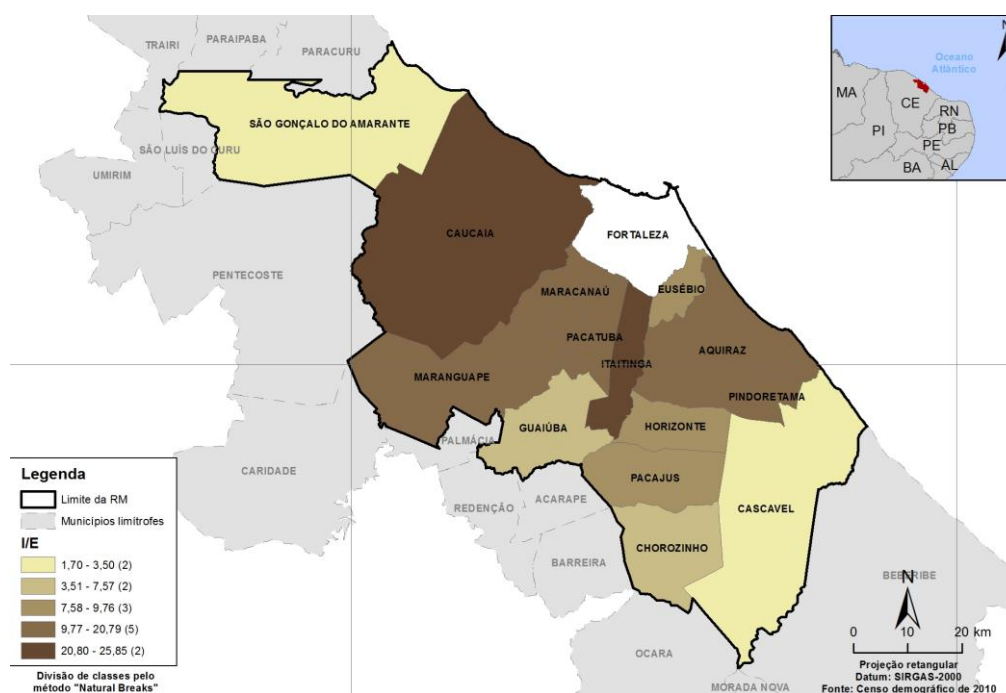 TRAIRI
PARAIPABA
PARACURU
N
Oceano
Atlântico
MA
CE
RN
PI
PB
PE
AL
BA
SÃO GONÇALO DO AMARANTE
SÃO LUÍS DO CURU
UMIRIM
CAUCAIA
FORTALEZA
PENTECOSTE
EUSÉBIO
MARACANAÚ
PACATUBA
AQUIRAZ
ITAITINGA
MARANGUAPE
PINDORETAMA
GUAIÚBA
HORIZONTE
PALMÁCIA
CARIDADE
PACAJUS
ACARAPE
REDENÇÃO
CASCAVEL
CHOROZINHO
BARREIRA
BEBERIBE
OCARA
MORADA NOVA
Legenda
Limite da RM
Municípios limítrofes
I/E
1,70 - 3,50 (2)
3,51 - 7,57 (2)
7,58 - 9,76 (3)
9,77 - 20,79 (5)
20,80 - 25,85 (2)
Divisão de classes pelo
método "Natural Breaks"
N
0 10 20 km
Projeção retangular
Datum: SIRGAS-2000
Fonte: Censo demográfico de 2010